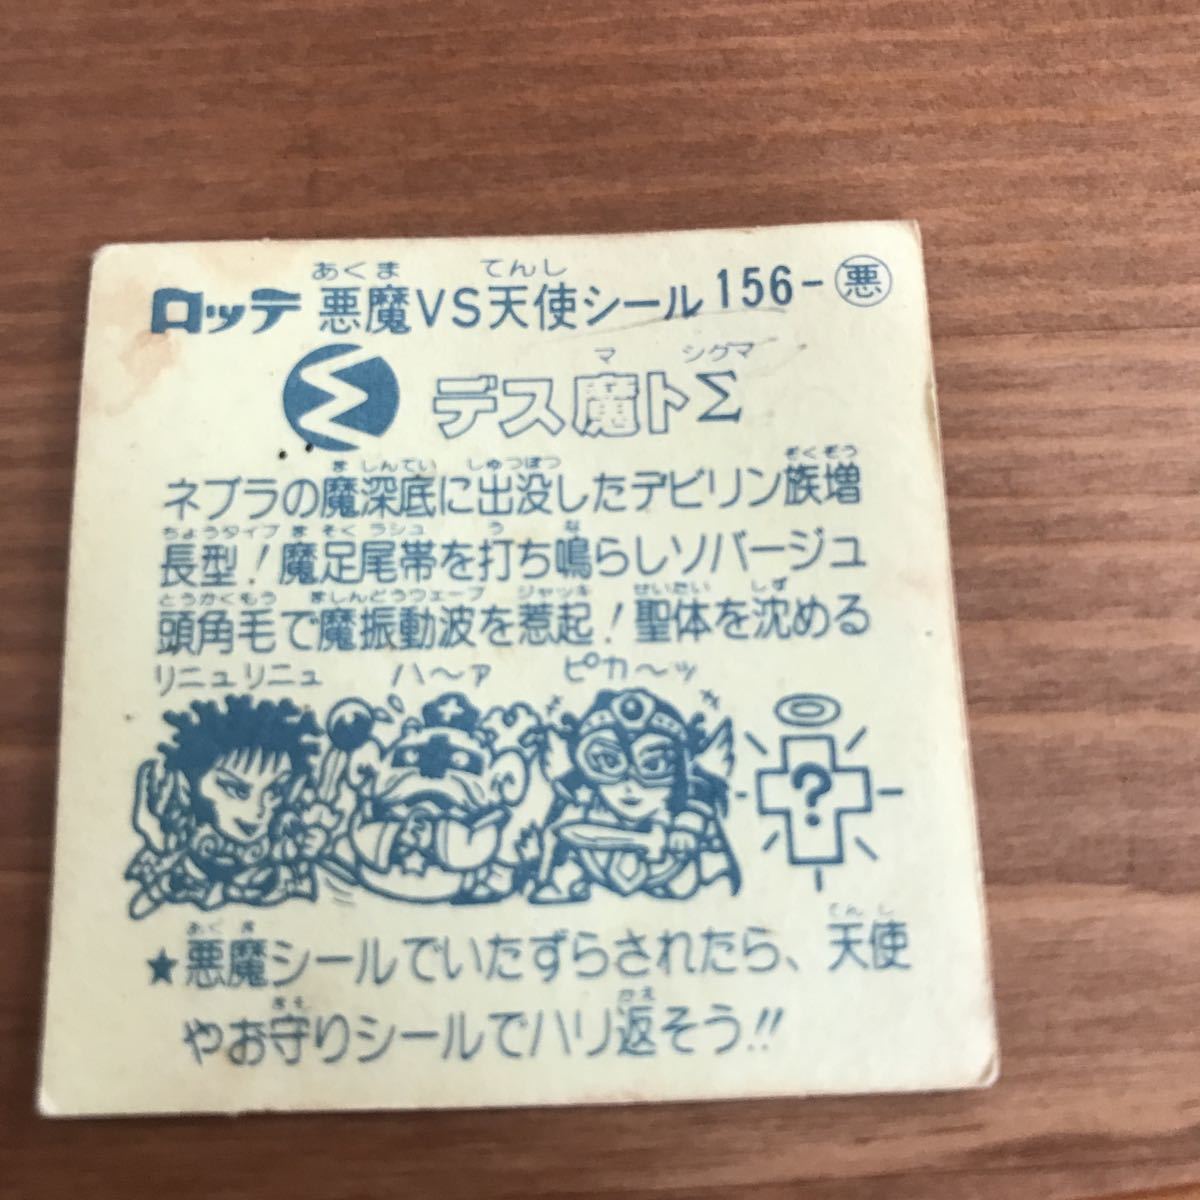 あくま てんし
ロッテ 悪魔VS天使シール 156-悪
マ シグマ
デス魔トΣ
ま しんてい しゅつぼつ ぞくぞう
ネブラの魔深底に出没したデビリン族増
ちょうタイプ ま そく ラシュ う な
長型!魔足尾帯を打ち鳴らしソバージュ
とうかくもう ましんどうウェーブ ジャッキ せいたい しず
頭角毛で魔振動波を惹起!聖体を沈める
リニュリニュ ハ〜ァ ピカ〜ッ
?
あくま てんし
★悪魔シールでいたずらされたら、天使
まも かえ
やお守りシールでハリ返そう!!